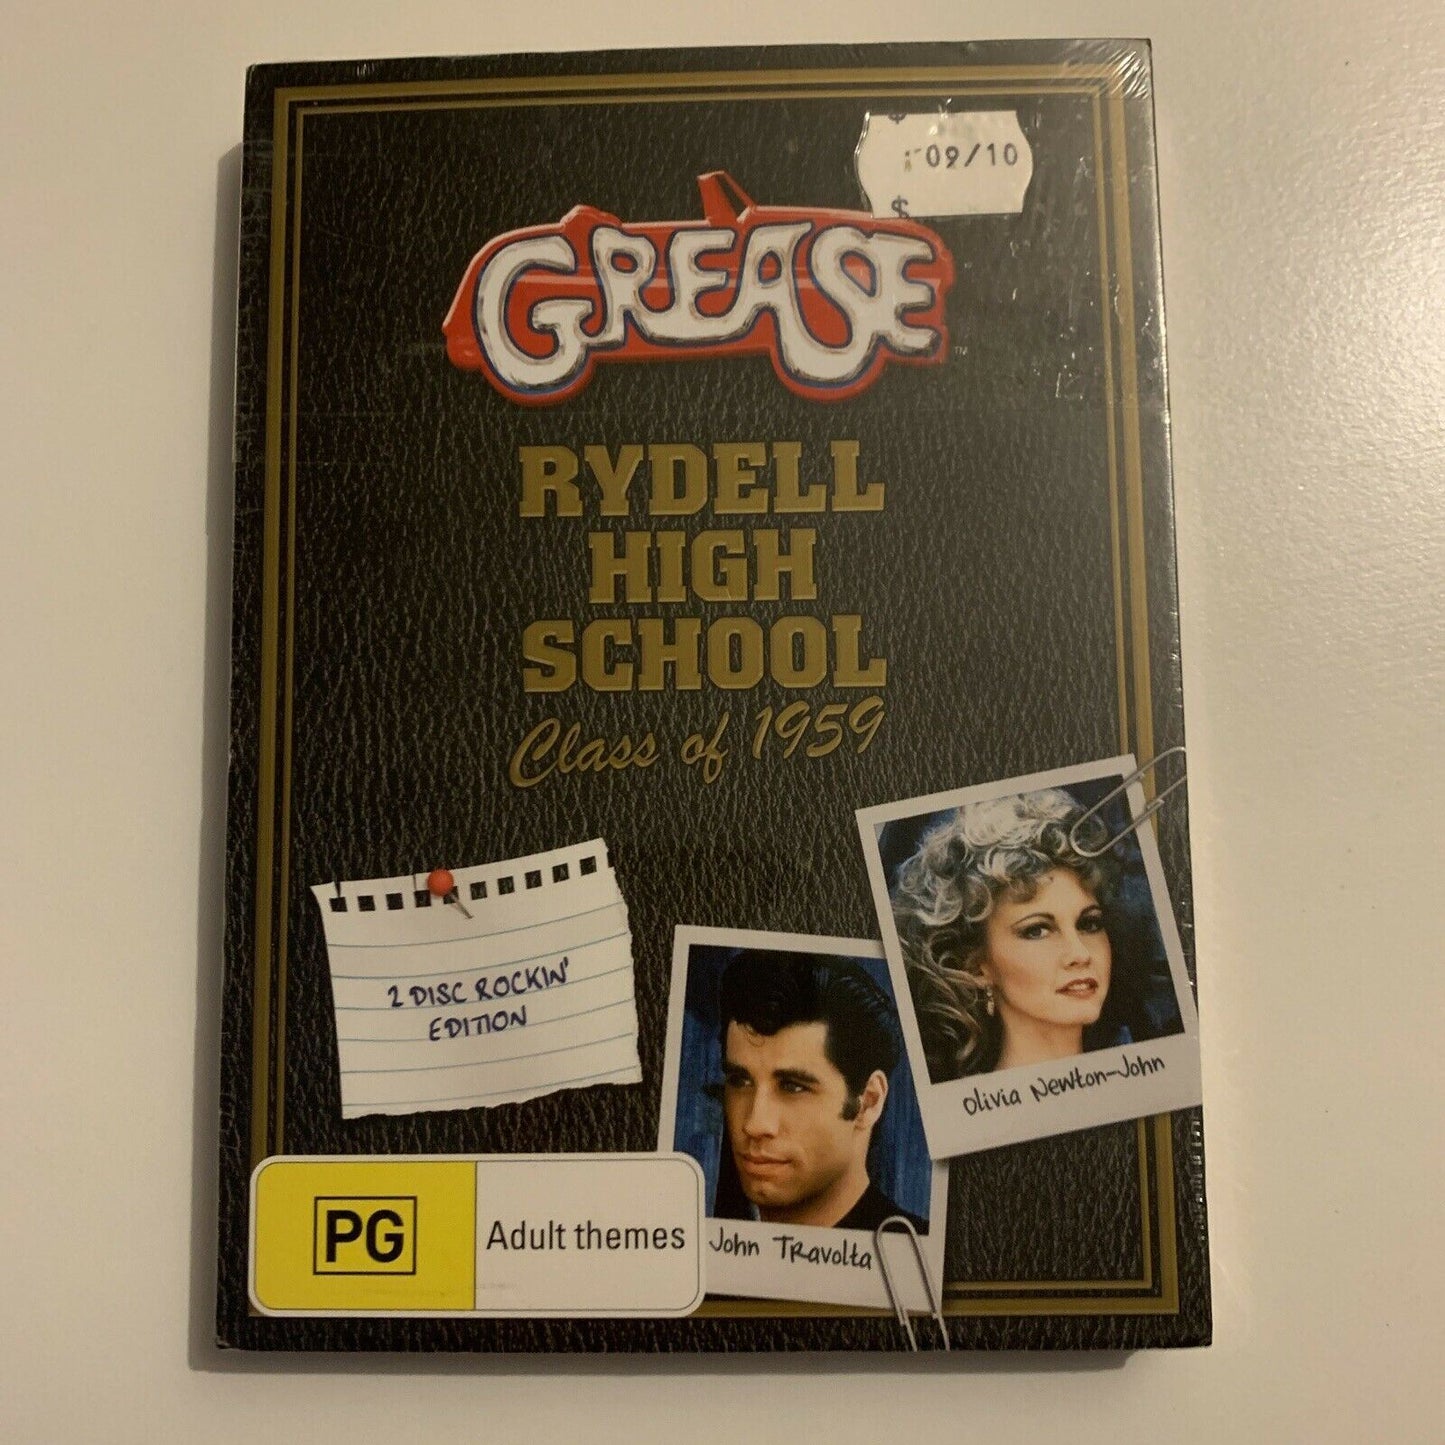 $
09/10
$
GREASE
TM
RYDELL
HIGH
SCHOOL
Class of 1959
2 DISC ROCKIN'
EDITION
Olivia Newton-John
John Travolta
PG
Adult themes